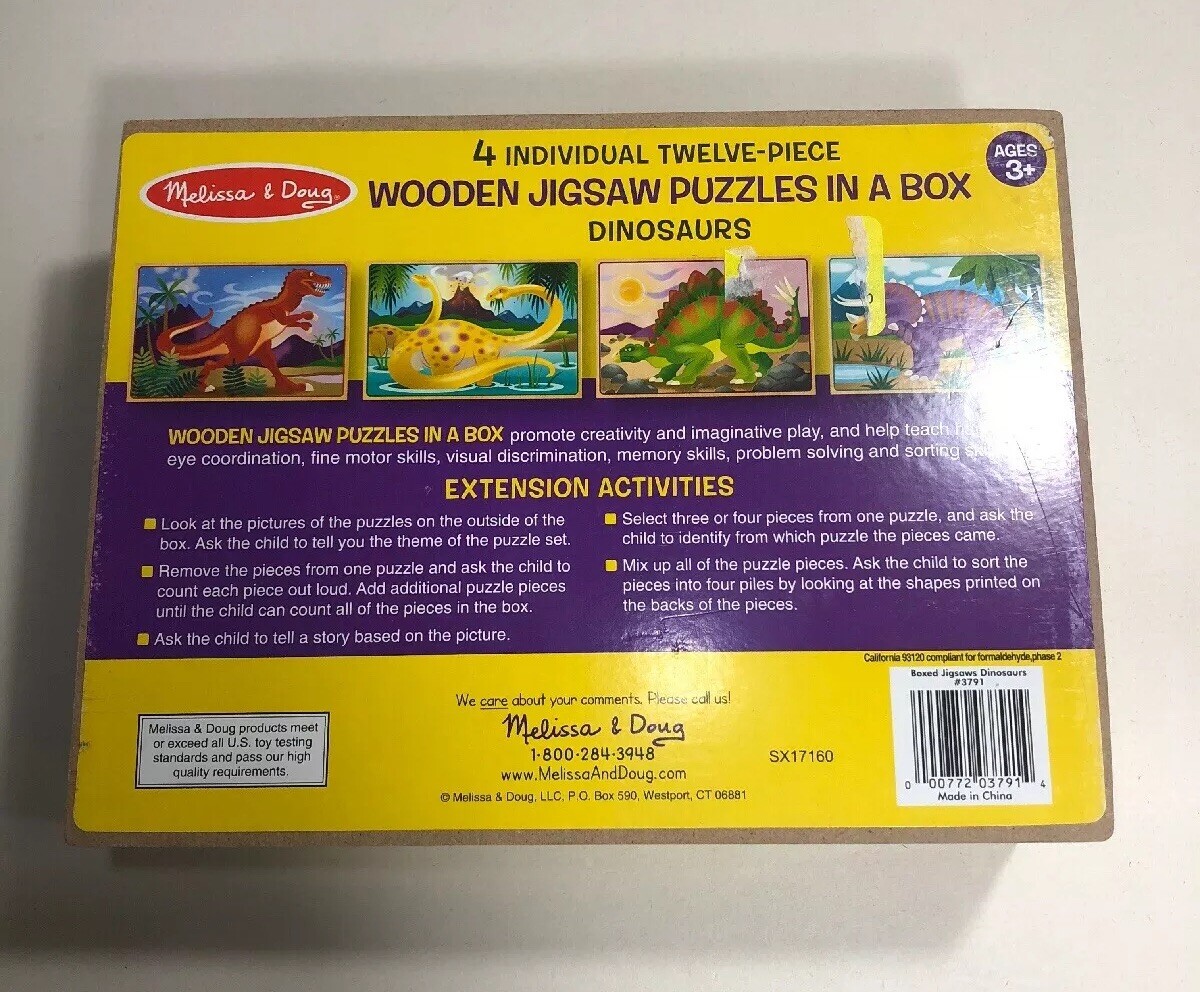 4 INDIVIDUAL TWELVE-PIECE
AGES
3+
Melissa & Doug®
WOODEN JIGSAW PUZZLES IN A BOX
DINOSAURS
WOODEN JIGSAW PUZZLES IN A BOX promote creativity and imaginative play, and help teach
eye coordination, fine motor skills, visual discrimination, memory skills, problem solving and sorting
EXTENSION ACTIVITIES
Look at the pictures of the puzzles on the outside of the
box. Ask the child to tell you the theme of the puzzle set.
Remove the pieces from one puzzle and ask the child to
count each piece out loud. Add additional puzzle pieces
until the child can count all of the pieces in the box.
Ask the child to tell a story based on the picture.
Select three or four pieces from one puzzle, and ask the
child to identify from which puzzle the pieces came.
Mix up all of the puzzle pieces. Ask the child to sort the
pieces into four piles by looking at the shapes printed on
the backs of the pieces.
California 93120 compliant for formaldehyde,phase 2
Melissa & Doug products meet
or exceed all U.S. toy testing
standards and pass our high
quality requirements.
We care about your comments. Please call us!
Melissa & Doug
1-800-284-3948
www.MelissaAndDoug.com
© Melissa & Doug, LLC, P.O. Box 590, Westport, CT 06881
SX17160
Boxed Jigsaws Dinosaurs
#3791
0 00772 03791 4
Made in China